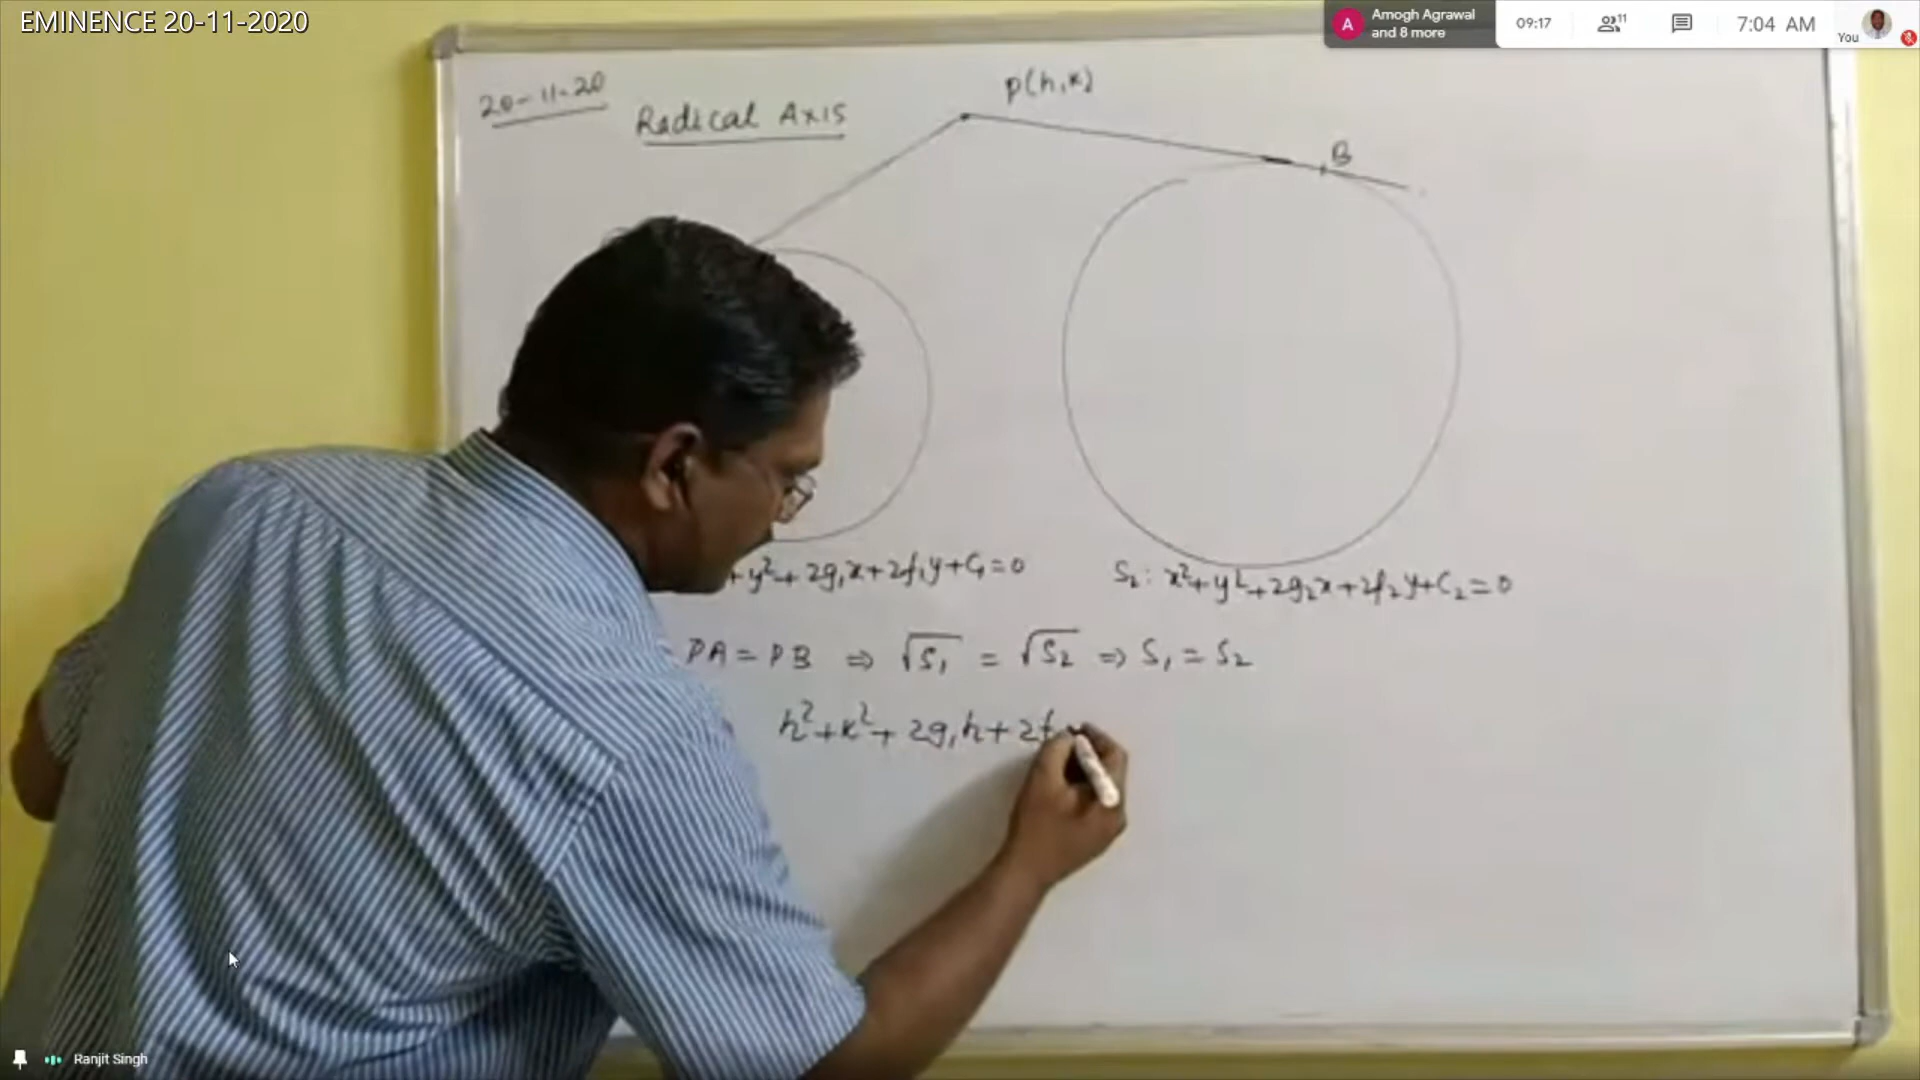 EMINENCE 20-11-2020
A
Amogh Agrawal
and 8 more
09:17
11
7:04 AM
You
20-11-20
Radical Axis
P(h,k)
B
+y²+2g₁x+2f₁y+C₁=0
S₂: x²+y²+2g₂x+2f₂y+C₂=0
PA = PB ⇒ √S₁ = √S₂ ⇒ S₁ = S₂
h²+k²+2g₁h+2f
Ranjit Singh